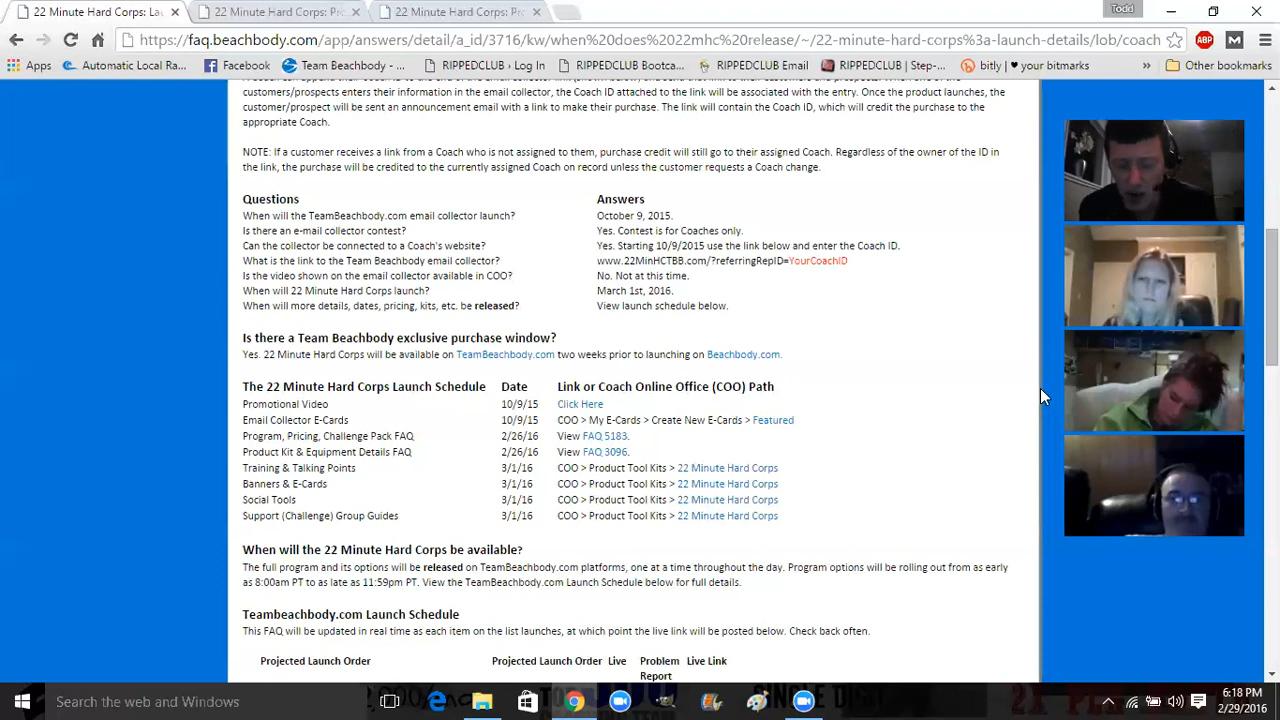 Todd
22 Minute Hard Corps: La
22 Minute Hard Corps: Pr
22 Minute Hard Corps: Pr
https://faq.beachbody.com/app/answers/detail/a_id/3716/kw/when%20does%2022mhc%20release/~/22-minute-hard-corps%3a-launch-details/lob/coach
Apps Automatic Local Ra... Facebook Team Beachbody - ... RIPPEDCLUB › Log In RIPPEDCLUB Bootca... RIPPEDCLUB Email RIPPEDCLUB | Step-... bitly | ♥ your bitmarks » Other bookmarks
customers/prospects enters their information in the email collector, the Coach ID attached to the link will be associated with the entry. Once the product launches, the
customer/prospect will be sent an announcement email with a link to make their purchase. The link will contain the Coach ID, which will credit the purchase to the
appropriate Coach.
NOTE: If a customer receives a link from a Coach who is not assigned to them, purchase credit will still go to their assigned Coach. Regardless of the owner of the ID in
the link, the purchase will be credited to the currently assigned Coach on record unless the customer requests a Coach change.
Questions Answers
When will the TeamBeachbody.com email collector launch? October 9, 2015.
Is there an e-mail collector contest? Yes. Contest is for Coaches only.
Can the collector be connected to a Coach's website? Yes. Starting 10/9/2015 use the link below and enter the Coach ID.
What is the link to the Team Beachbody email collector? www.22MinHCTBB.com/?referringRepID=YourCoachID
Is the video shown on the email collector available in COO? No. Not at this time.
When will 22 Minute Hard Corps launch? March 1st, 2016.
When will more details, dates, pricing, kits, etc. be released? View launch schedule below.
Is there a Team Beachbody exclusive purchase window?
Yes. 22 Minute Hard Corps will be available on TeamBeachbody.com two weeks prior to launching on Beachbody.com.
The 22 Minute Hard Corps Launch Schedule Date Link or Coach Online Office (COO) Path
Promotional Video 10/9/15 Click Here
Email Collector E-Cards 10/9/15 COO > My E-Cards > Create New E-Cards > Featured
Program, Pricing, Challenge Pack FAQ 2/26/16 View FAQ 5183.
Product Kit & Equipment Details FAQ 2/26/16 View FAQ 3096.
Training & Talking Points 3/1/16 COO > Product Tool Kits > 22 Minute Hard Corps
Banners & E-Cards 3/1/16 COO > Product Tool Kits > 22 Minute Hard Corps
Social Tools 3/1/16 COO > Product Tool Kits > 22 Minute Hard Corps
Support (Challenge) Group Guides 3/1/16 COO > Product Tool Kits > 22 Minute Hard Corps
When will the 22 Minute Hard Corps be available?
The full program and its options will be released on TeamBeachbody.com platforms, one at a time throughout the day. Program options will be rolling out from as early
as 8:00am PT to as late as 11:59pm PT. View the TeamBeachbody.com Launch Schedule below for full details.
Teambeachbody.com Launch Schedule
This FAQ will be updated in real time as each item on the list launches, at which point the live link will be posted below. Check back often.
Projected Launch Order Projected Launch Order Live Problem Live Link
Report
Search the web and Windows
6:18 PM
2/29/2016